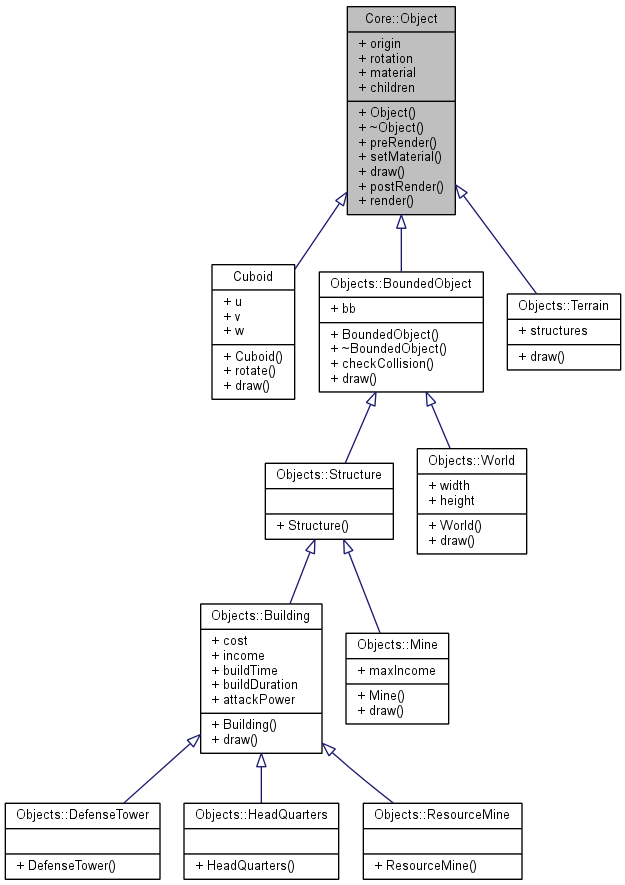 Core::Object
+ origin
+ rotation
+ material
+ children
+ Object()
+ ~Object()
+ preRender()
+ setMaterial()
+ draw()
+ postRender()
+ render()
Cuboid
+ u
+ v
+ w
+ Cuboid()
+ rotate()
+ draw()
Objects::BoundedObject
+ bb
+ BoundedObject()
+ ~BoundedObject()
+ checkCollision()
+ draw()
Objects::Terrain
+ structures
+ draw()
Objects::Structure
+ Structure()
Objects::World
+ width
+ height
+ World()
+ draw()
Objects::Building
+ cost
+ income
+ buildTime
+ buildDuration
+ attackPower
+ Building()
+ draw()
Objects::Mine
+ maxIncome
+ Mine()
+ draw()
Objects::DefenseTower
+ DefenseTower()
Objects::HeadQuarters
+ HeadQuarters()
Objects::ResourceMine
+ ResourceMine()